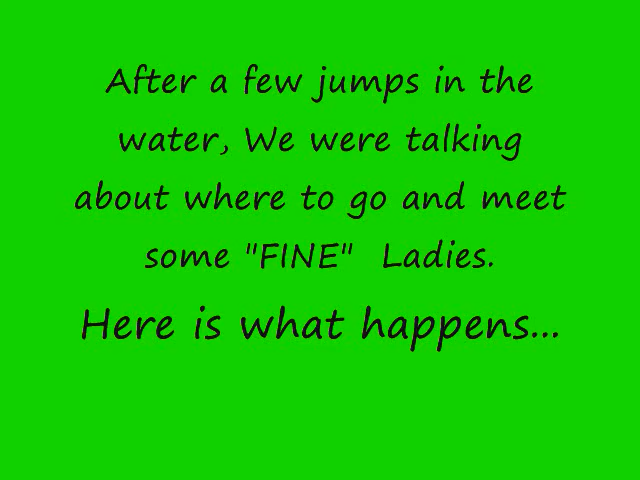 After a few jumps in the
water, We were talking
about where to go and meet
some "FINE"  Ladies.
Here is what happens...